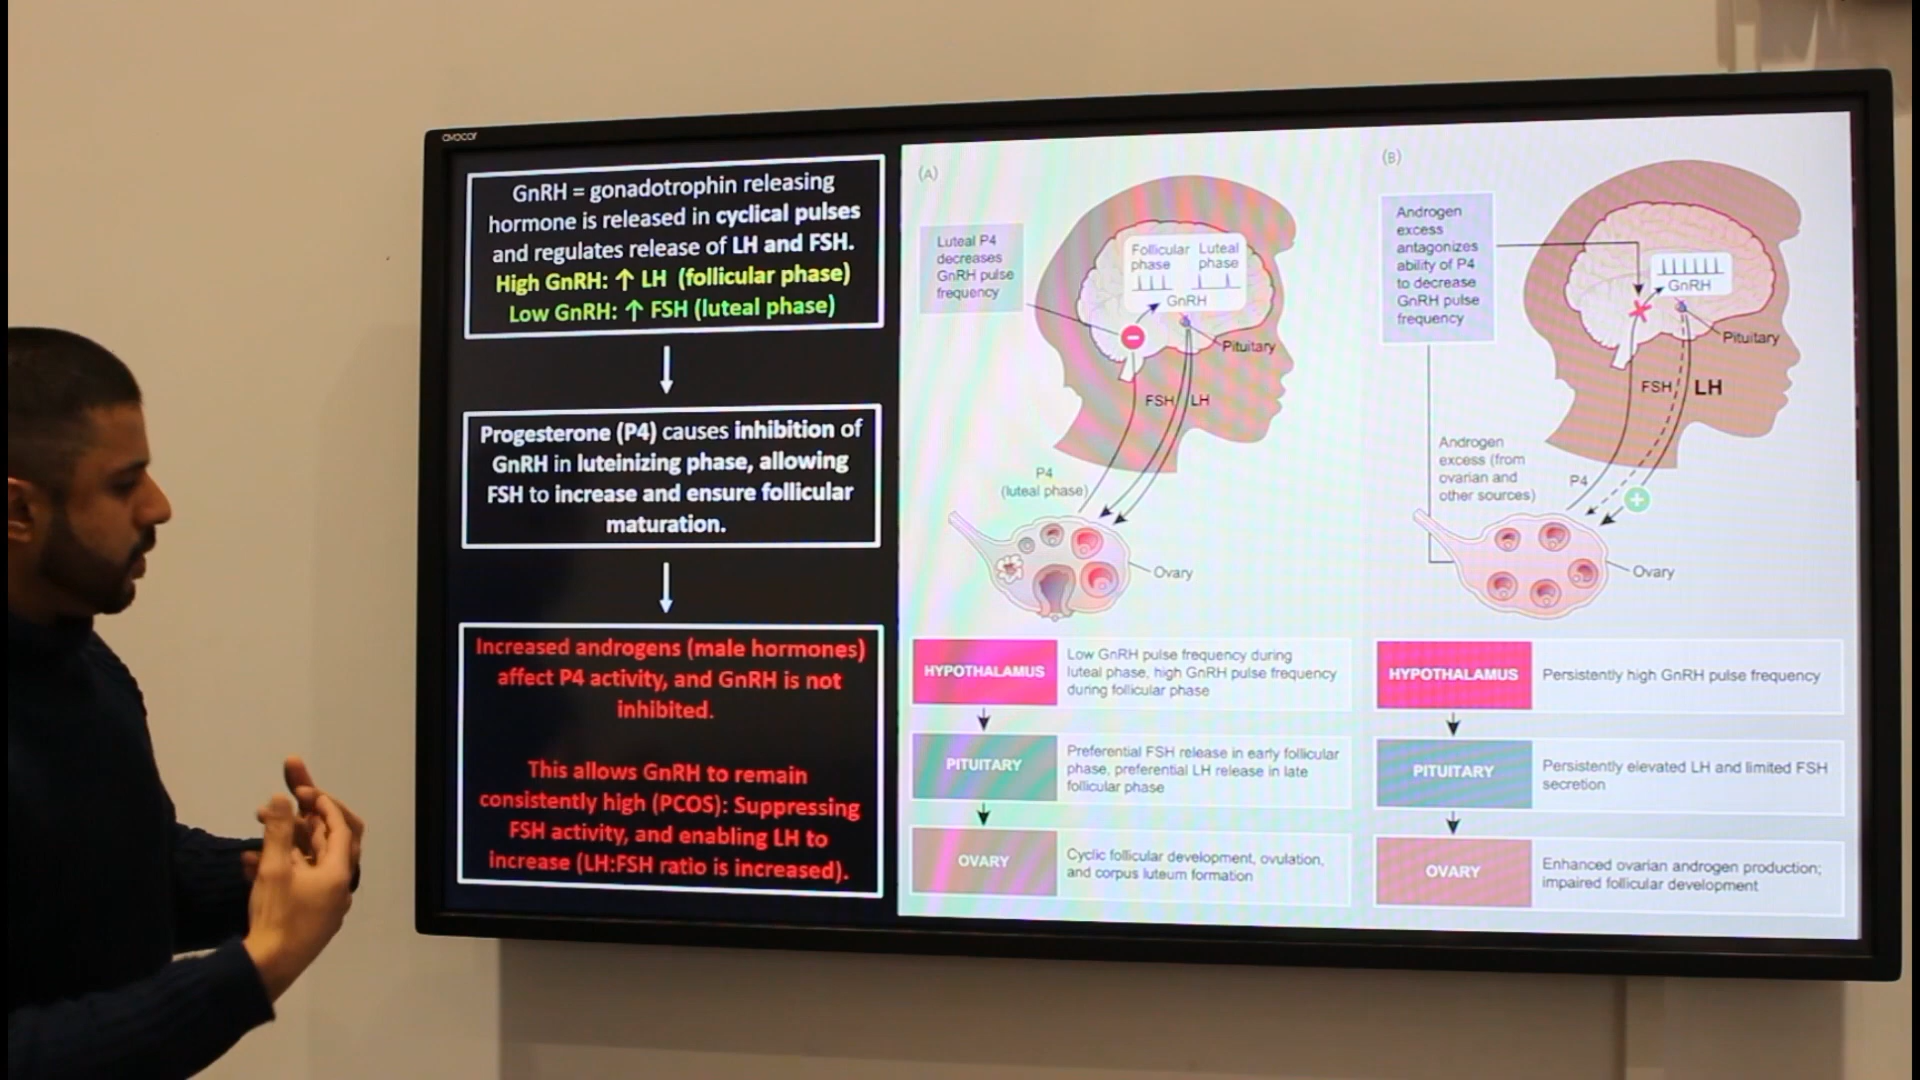 avocor
GnRH = gonadotrophin releasing
hormone is released in cyclical pulses
and regulates release of LH and FSH.
High GnRH: ↑ LH (follicular phase)
Low GnRH: ↑ FSH (luteal phase)
Progesterone (P4) causes inhibition of
GnRH in luteinizing phase, allowing
FSH to increase and ensure follicular
maturation.
Increased androgens (male hormones)
affect P4 activity, and GnRH is not
inhibited.
This allows GnRH to remain
consistently high (PCOS): Suppressing
FSH activity, and enabling LH to
increase (LH:FSH ratio is increased).
(A)
Luteal P4
decreases
GnRH pulse
frequency
Follicular
phase
Luteal
phase
GnRH
Pituitary
FSH
LH
P4
(luteal phase)
Ovary
HYPOTHALAMUS
Low GnRH pulse frequency during
luteal phase, high GnRH pulse frequency
during follicular phase
PITUITARY
Preferential FSH release in early follicular
phase, preferential LH release in late
follicular phase
OVARY
Cyclic follicular development, ovulation,
and corpus luteum formation
(B)
Androgen
excess
antagonizes
ability of P4
to decrease
GnRH pulse
frequency
GnRH
Pituitary
FSH
LH
Androgen
excess (from
ovarian and
other sources)
P4
Ovary
HYPOTHALAMUS
Persistently high GnRH pulse frequency
PITUITARY
Persistently elevated LH and limited FSH
secretion
OVARY
Enhanced ovarian androgen production;
impaired follicular development